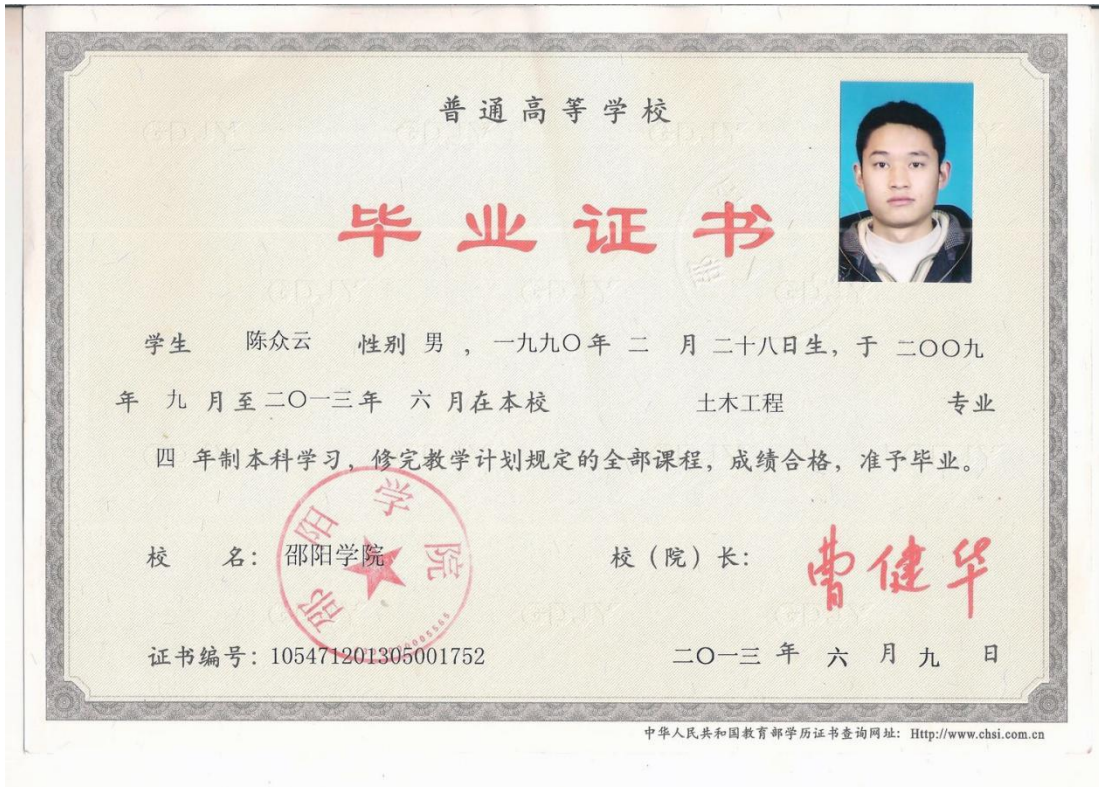 普通高等学校
毕业证书
学生 陈众云 性别 男 ，一九九〇年 二 月 二十八日生，于 二〇〇九
年 九 月至二〇一三年 六 月在本校 土木工程 专业
四 年制本科学习，修完教学计划规定的全部课程，成绩合格，准予毕业。
校 名：邵阳学院 校（院）长：曹健华
邵阳学院
证书编号：105471201305001752 二〇一三 年 六 月 九 日
中华人民共和国教育部学历证书查询网址：Http://www.chsi.com.cn